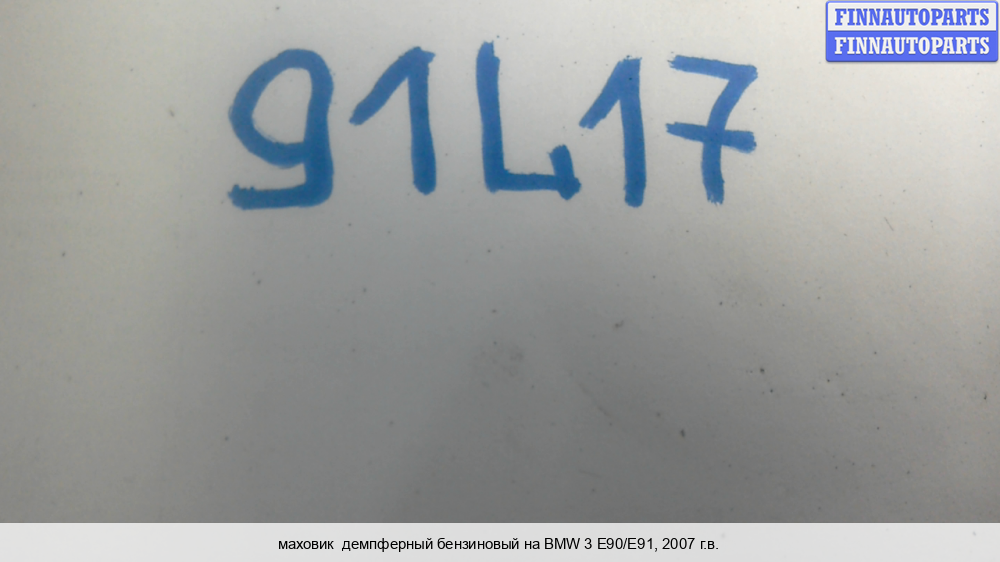 FINNAUTOPARTS
FINNAUTOPARTS
91L17
маховик демпферный бензиновый на BMW 3 E90/E91, 2007 г.в.